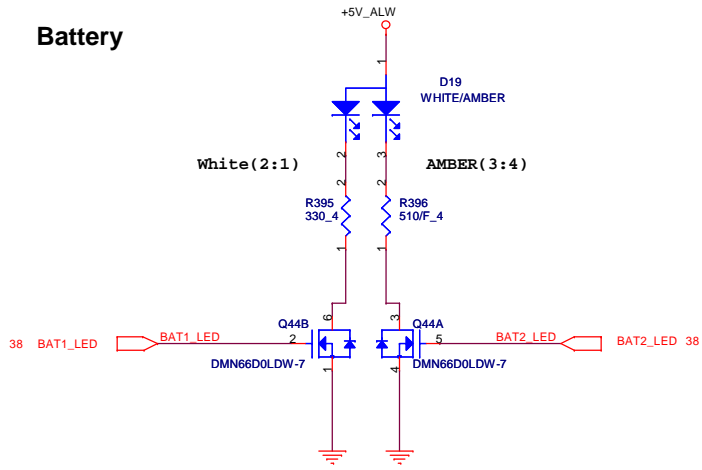 +5V_ALW
Battery
1
D19
WHITE/AMBER
2
3
White(2:1)
AMBER(3:4)
2
2
R395
330_4
R396
510/F_4
1
1
6
3
Q44B
Q44A
38 BAT1_LED
BAT1_LED
2
5
BAT2_LED
BAT2_LED 38
DMN66D0LDW-7
DMN66D0LDW-7
1
4